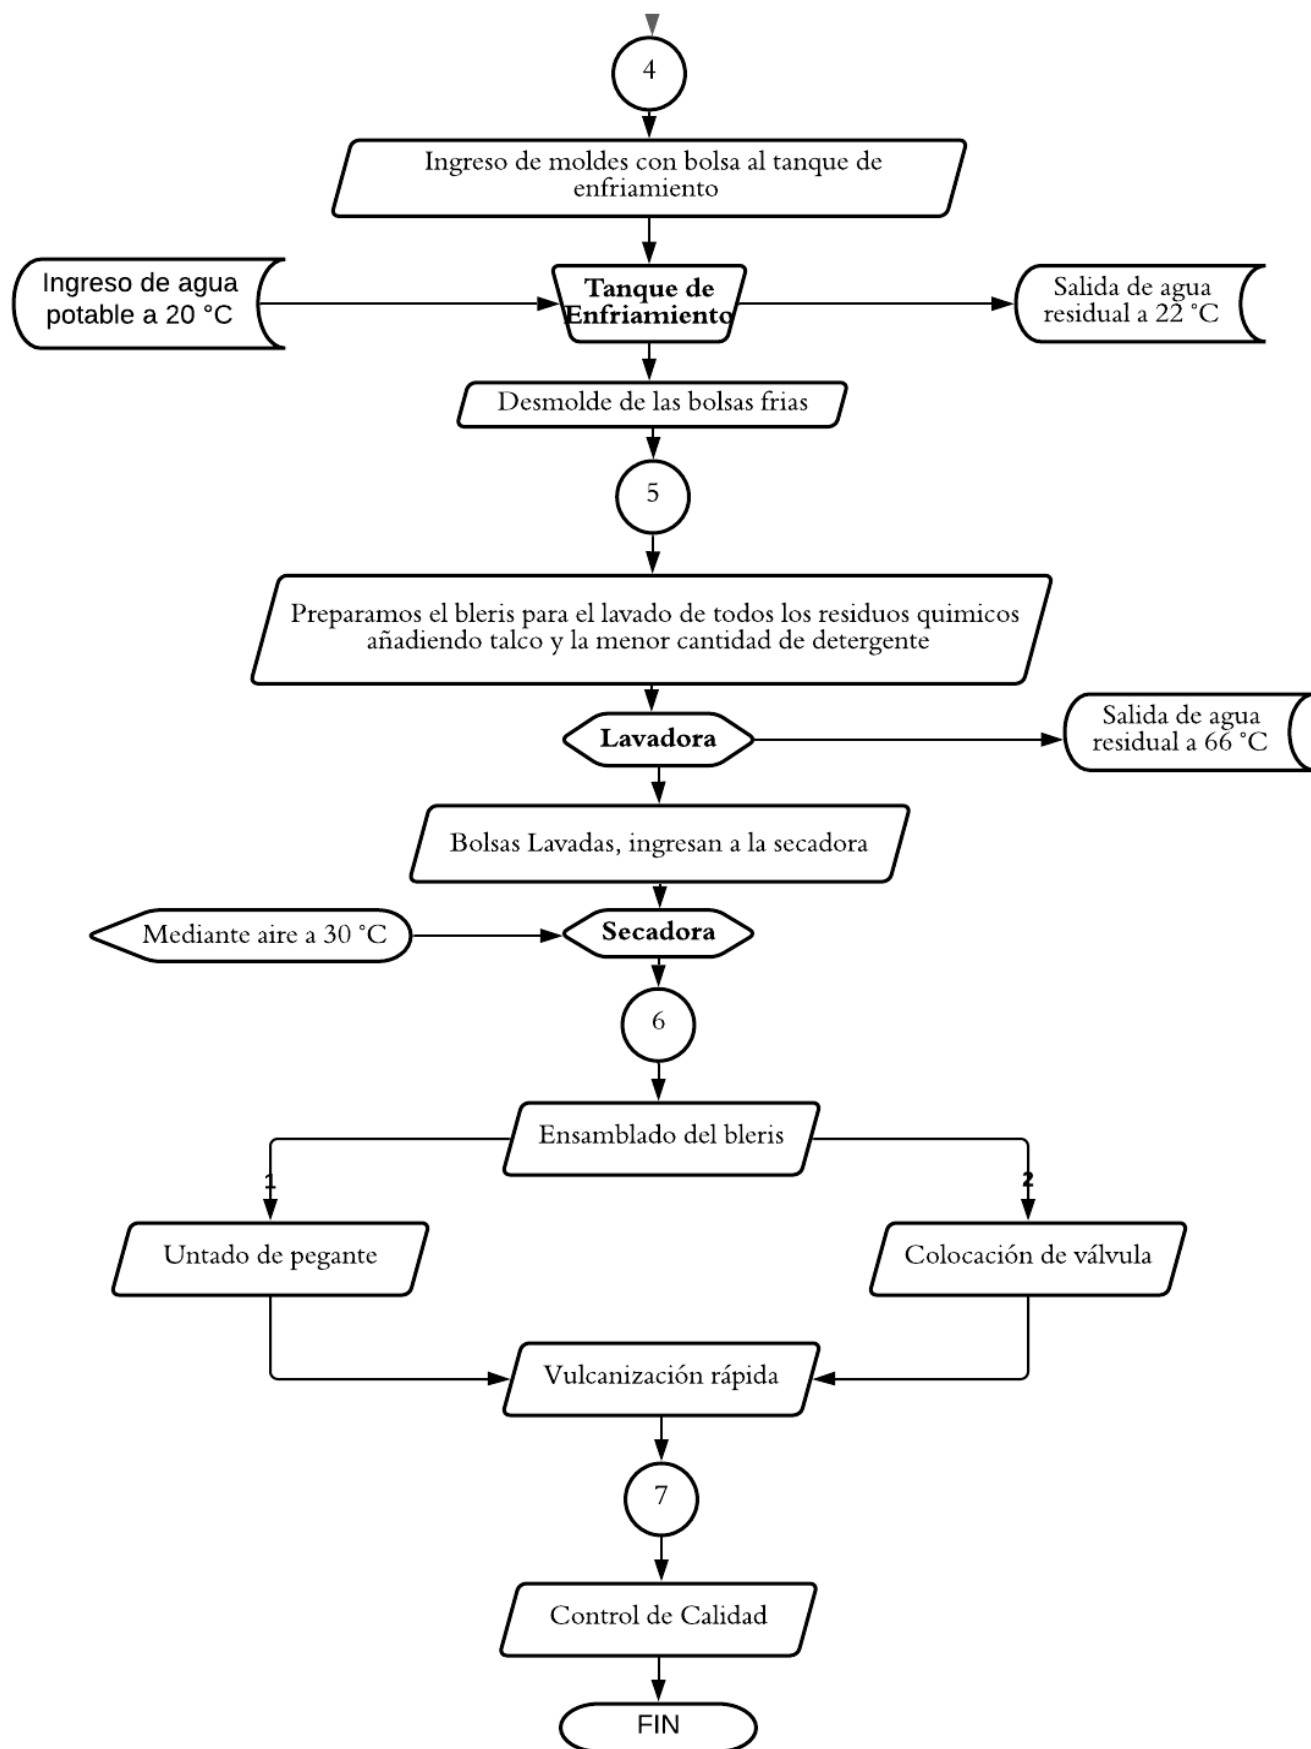 4
Ingreso de moldes con bolsa al tanque de
enfriamiento
Ingreso de agua
potable a 20 °C
Tanque de
Enfriamiento
Salida de agua
residual a 22 °C
Desmolde de las bolsas frias
5
Preparamos el bleris para el lavado de todos los residuos quimicos
añadiendo talco y la menor cantidad de detergente
Lavadora
Salida de agua
residual a 66 °C
Bolsas Lavadas, ingresan a la secadora
Mediante aire a 30 °C
Secadora
6
Ensamblado del bleris
1
2
Untado de pegante
Colocación de válvula
Vulcanización rápida
7
Control de Calidad
FIN